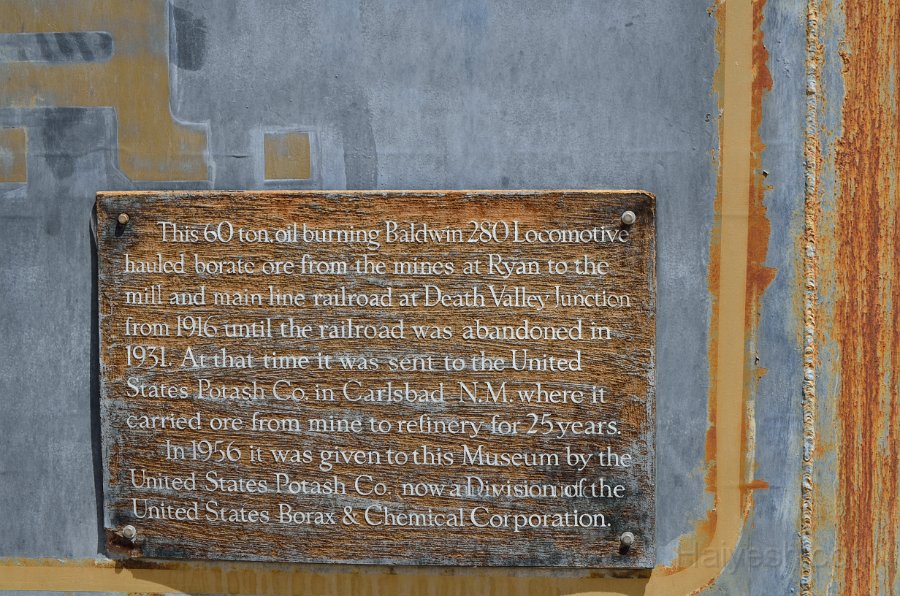 This 60 ton, oil burning Baldwin 280 Locomotive
hauled borate ore from the mines at Ryan to the
mill and main line railroad at Death Valley Junction
from 1916 until the railroad was abandoned in
1931. At that time it was sent to the United
States Potash Co. in Carlsbad N.M. where it
carried ore from mine to refinery for 25 years.
In 1956 it was given to this Museum by the
United States Potash Co. now a Division of the
United States Borax & Chemical Corporation.